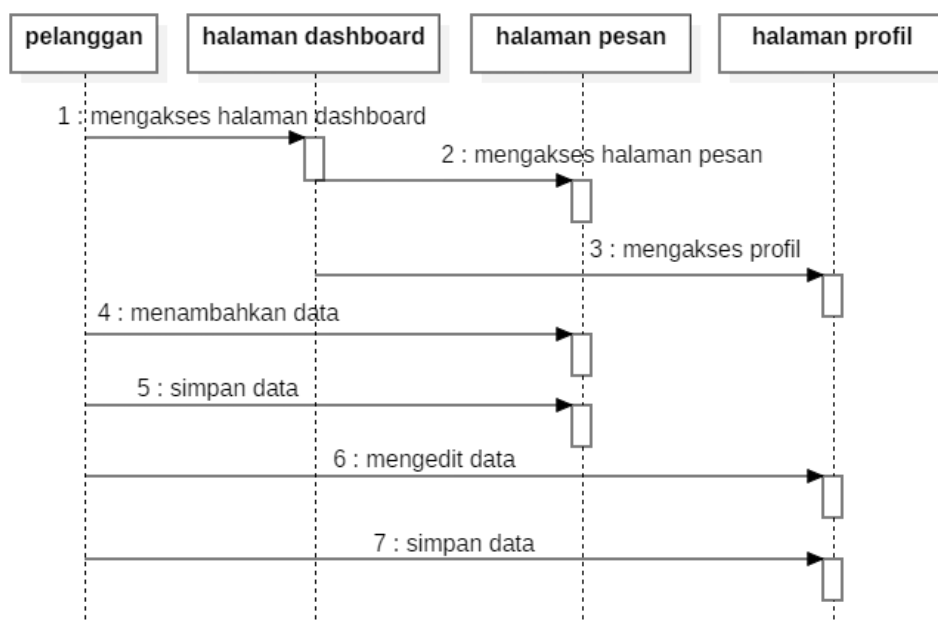 pelanggan
halaman dashboard
halaman pesan
halaman profil
1 : mengakses halaman dashboard
2 : mengakses halaman pesan
3 : mengakses profil
4 : menambahkan data
5 : simpan data
6 : mengedit data
7 : simpan data